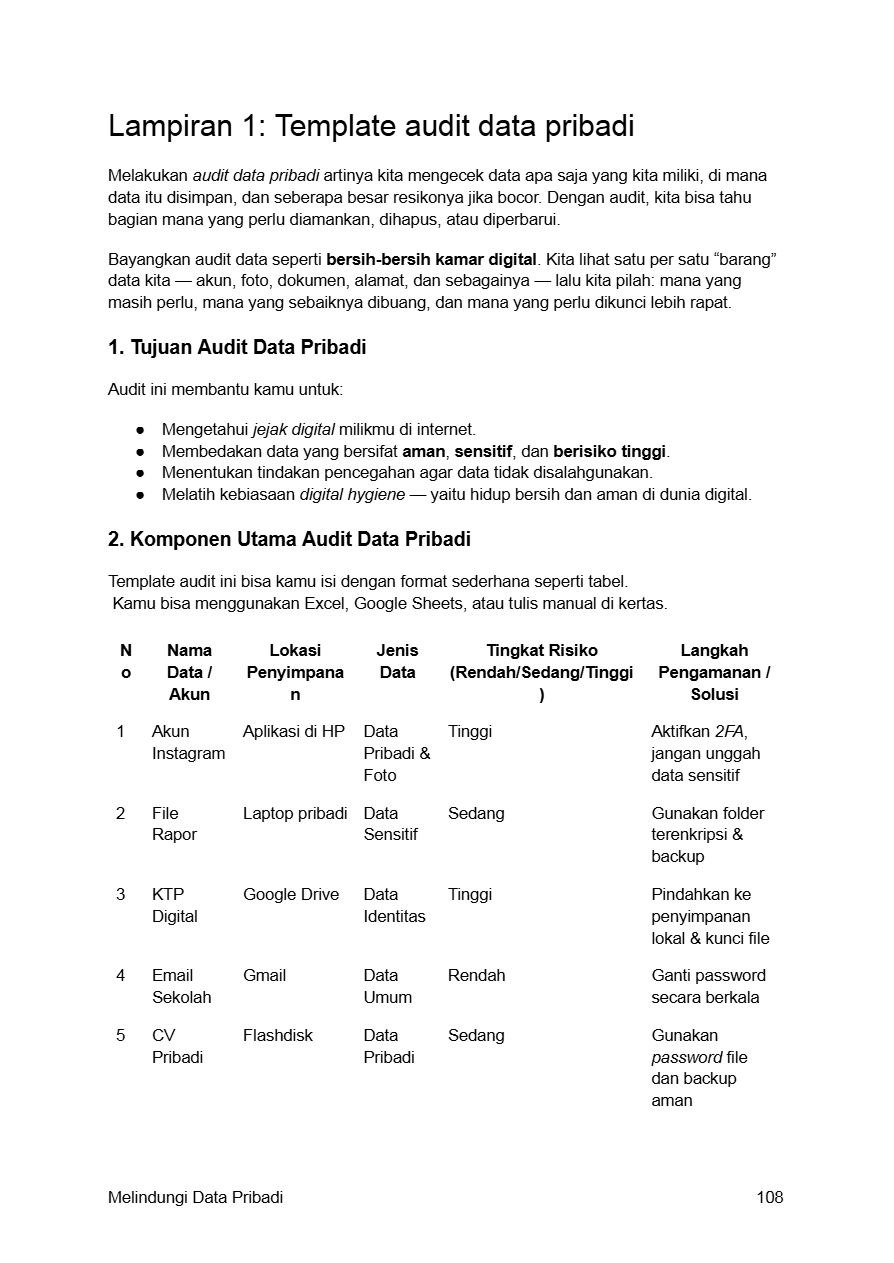 Lampiran 1: Template audit data pribadi
Melakukan audit data pribadi artinya kita mengecek data apa saja yang kita miliki, di mana
data itu disimpan, dan seberapa besar resikonya jika bocor. Dengan audit, kita bisa tahu
bagian mana yang perlu diamankan, dihapus, atau diperbarui.
Bayangkan audit data seperti bersih-bersih kamar digital. Kita lihat satu per satu “barang”
data kita — akun, foto, dokumen, alamat, dan sebagainya — lalu kita pilah: mana yang
masih perlu, mana yang sebaiknya dibuang, dan mana yang perlu dikunci lebih rapat.
1. Tujuan Audit Data Pribadi
Audit ini membantu kamu untuk:
● Mengetahui jejak digital milikmu di internet.
● Membedakan data yang bersifat aman, sensitif, dan berisiko tinggi.
● Menentukan tindakan pencegahan agar data tidak disalahgunakan.
● Melatih kebiasaan digital hygiene — yaitu hidup bersih dan aman di dunia digital.
2. Komponen Utama Audit Data Pribadi
Template audit ini bisa kamu isi dengan format sederhana seperti tabel.
Kamu bisa menggunakan Excel, Google Sheets, atau tulis manual di kertas.
N Nama Lokasi Jenis Tingkat Risiko Langkah
o Data / Penyimpana Data (Rendah/Sedang/Tinggi Pengamanan /
Akun n ) Solusi
1 Akun Aplikasi di HP Data Tinggi Aktifkan 2FA,
Instagram Pribadi & jangan unggah
Foto data sensitif
2 File Laptop pribadi Data Sedang Gunakan folder
Rapor Sensitif terenkripsi &
backup
3 KTP Google Drive Data Tinggi Pindahkan ke
Digital Identitas penyimpanan
lokal & kunci file
4 Email Gmail Data Rendah Ganti password
Sekolah Umum secara berkala
5 CV Flashdisk Data Sedang Gunakan
Pribadi Pribadi password file
dan backup
aman
Melindungi Data Pribadi 108